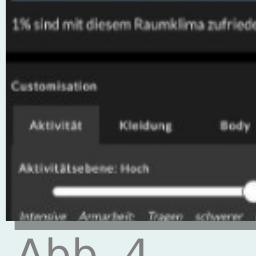 1% sind mit diesem Raumklima zufriede
Customisation
Aktivität Kleidung Body
Aktivitätsebene: Hoch
Intensive Armarbeit: Tragen schwerer
Abb. 4